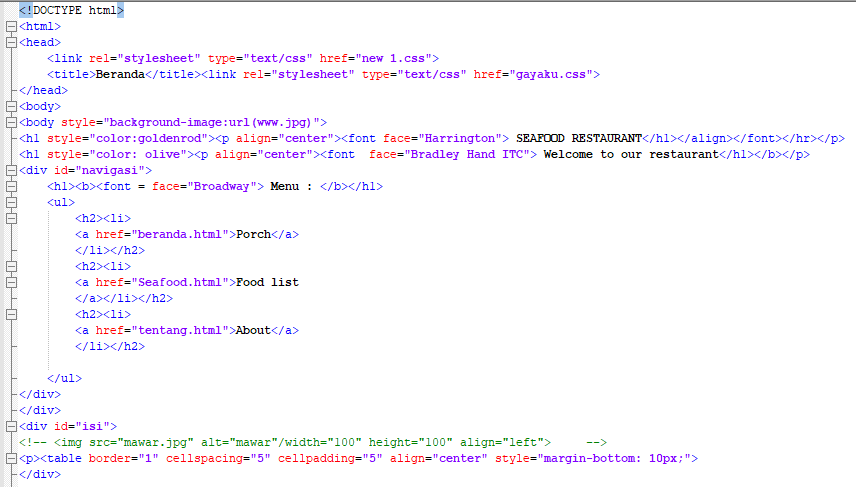 <!DOCTYPE html>
<html>
<head>
    <link rel="stylesheet" type="text/css" href="new 1.css">
    <title>Beranda</title><link rel="stylesheet" type="text/css" href="gayaku.css">
</head>
<body>
<body style="background-image:url(www.jpg)">
<h1 style="color:goldenrod"><p align="center"><font face="Harrington"> SEAFOOD RESTAURANT</h1></align></font></hr></p>
<h1 style="color: olive"><p align="center"><font  face="Bradley Hand ITC"> Welcome to our restaurant</h1></b></p>
<div id="navigasi">
    <h1><b><font = face="Broadway"> Menu : </b></h1>
    <ul>
        <h2><li>
        <a href="beranda.html">Porch</a>
        </li></h2>
        <h2><li>
        <a href="Seafood.html">Food list
        </a></li></h2>
        <h2><li>
        <a href="tentang.html">About</a>
        </li></h2>

    </ul>
</div>
</div>
<div id="isi">
<!-- <img src="mawar.jpg" alt="mawar"/width="100" height="100" align="left">     -->
<p><table border="1" cellspacing="5" cellpadding="5" align="center" style="margin-bottom: 10px;">
</div>